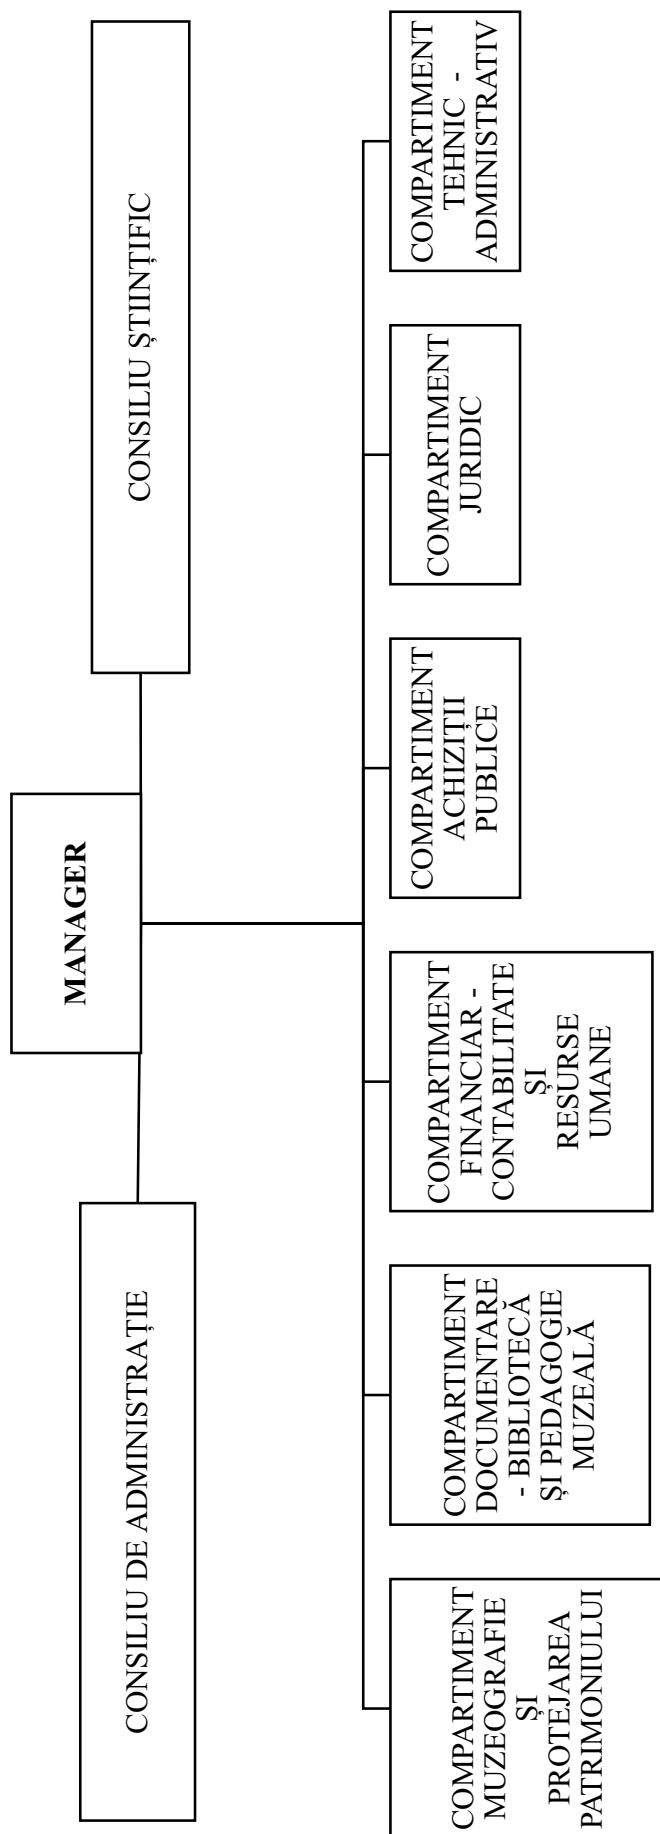 MANAGER
CONSILIU DE ADMINISTRAȚIE
CONSILIU ȘTIINȚIFIC
COMPARTIMENT
MUZEOGRAFIE
ȘI
PROTEJAREA
PATRIMONIULUI
COMPARTIMENT
DOCUMENTARE
- BIBLIOTECĂ
ȘI PEDAGOGIE
MUZEALĂ
COMPARTIMENT
FINANCIAR -
CONTABILITATE
ȘI
RESURSE
UMANE
COMPARTIMENT
ACHIZIȚII
PUBLICE
COMPARTIMENT
JURIDIC
COMPARTIMENT
TEHNIC -
ADMINISTRATIV